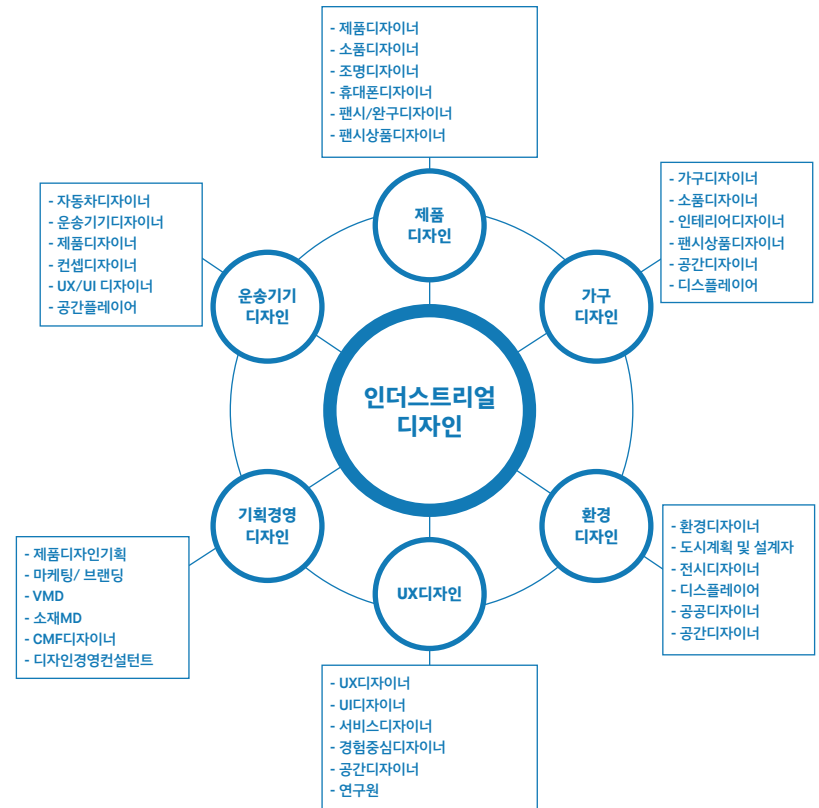 - 제품디자이너
- 소품디자이너
- 조명디자이너
- 휴대폰디자이너
- 팬시/완구디자이너
- 팬시상품디자이너
제품
디자인
- 자동차디자이너
- 운송기기디자이너
- 제품디자이너
- 컨셉디자이너
- UX/UI 디자이너
- 공간플레이어
운송기기
디자인
- 가구디자이너
- 소품디자이너
- 인테리어디자이너
- 팬시상품디자이너
- 공간디자이너
- 디스플레이어
가구
디자인
인더스트리얼
디자인
기획경영
디자인
- 제품디자인기획
- 마케팅/ 브랜딩
- VMD
- 소재MD
- CMF디자이너
- 디자인경영컨설턴트
환경
디자인
- 환경디자이너
- 도시계획 및 설계자
- 전시디자이너
- 디스플레이어
- 공공디자이너
- 공간디자이너
UX디자인
- UX디자이너
- UI디자이너
- 서비스디자이너
- 경험중심디자이너
- 공간디자이너
- 연구원